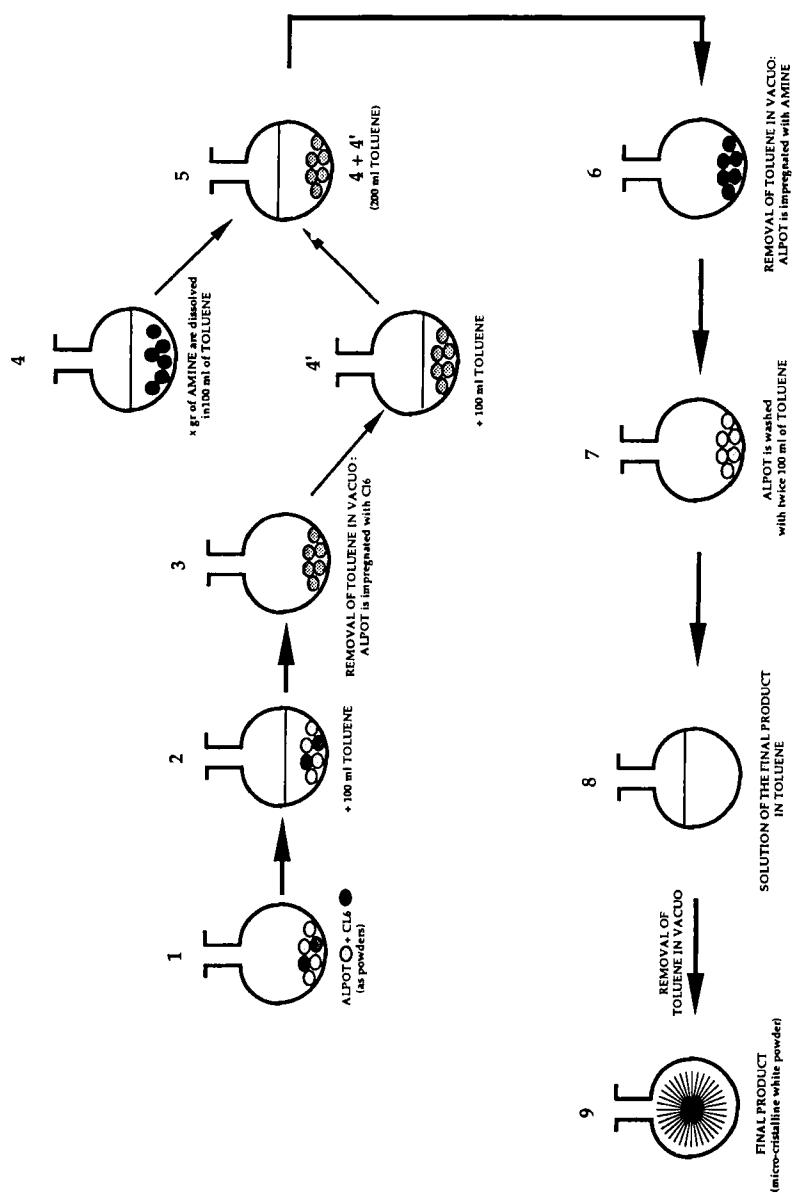 1
ALPOT + CL6
(as powders)
2
+ 100 ml TOLUENE
3
REMOVAL OF TOLUENE IN VACUO:
ALPOT is impregnated with Cl6
4
x gr of AMINE are dissolved
in100 ml of TOLUENE
4'
+ 100 ml TOLUENE
5
4 + 4'
(200 ml TOLUENE)
6
REMOVAL OF TOLUENE IN VACUO:
ALPOT is impregnated with AMINE
7
ALPOT is washed
with twice 100 ml of TOLUENE
8
SOLUTION OF THE FINAL PRODUCT
IN TOLUENE
REMOVAL OF
TOLUENE IN VACUO
9
FINAL PRODUCT
(micro-cristalline white powder)